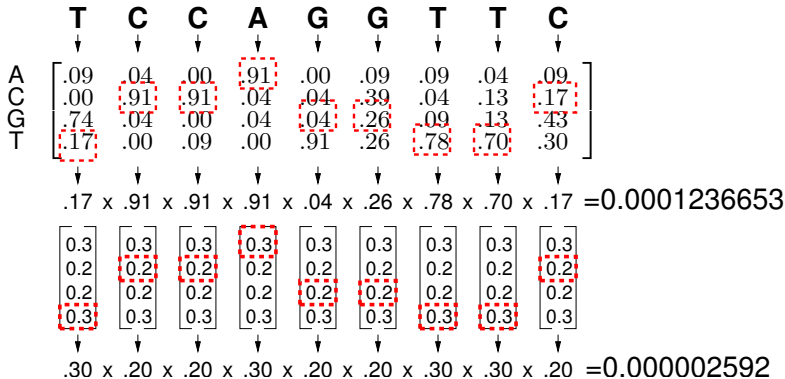 T C C A G G T T C
A .09 .04 .00 .91 .00 .09 .09 .04 .09
C .00 .91 .91 .04 .04 .39 .04 .13 .17
G .74 .04 .00 .04 .04 .26 .09 .13 .43
T .17 .00 .09 .00 .91 .26 .78 .70 .30
.17 x .91 x .91 x .91 x .04 x .26 x .78 x .70 x .17 =0.0001236653
0.3 0.3 0.3 0.3 0.3 0.3 0.3 0.3 0.3
0.2 0.2 0.2 0.2 0.2 0.2 0.2 0.2 0.2
0.2 0.2 0.2 0.2 0.2 0.2 0.2 0.2 0.2
0.3 0.3 0.3 0.3 0.3 0.3 0.3 0.3 0.3
.30 x .20 x .20 x .30 x .20 x .20 x .30 x .30 x .20 =0.000002592